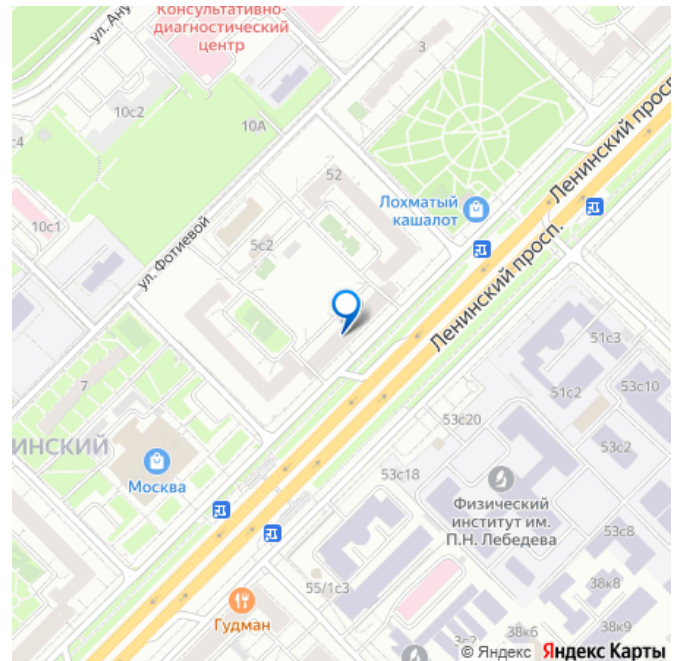 Консультативно-
диагностический
центр
ул. Ану
3
10с2
10А
с4
Ленинский просп
52
Лохматый
кашалот
10с1
5с2
ул. Фотиевой
Ленинский просп.
51с3
51с2
53с10
7
53с20
53с2
ИНСКИЙ
Москва
53с18
Физический
институт им.
П.Н. Лебедева
53с8
55/1с3
38к8
Гудман
3с2
38к6
38к9
© Яндекс Яндекс Карты